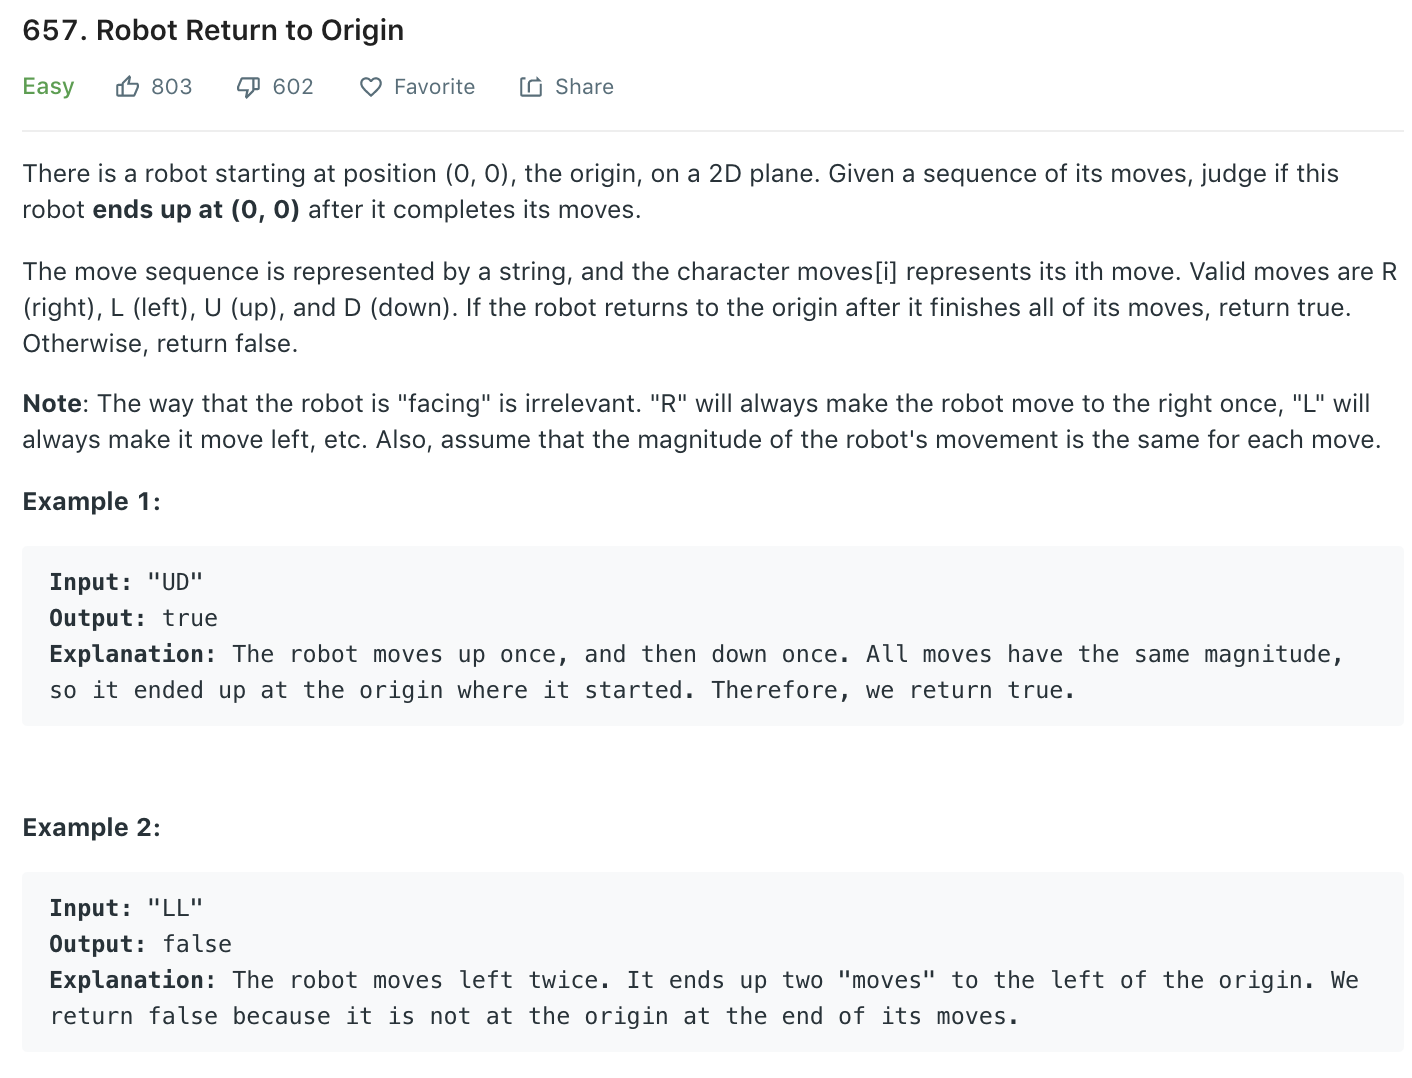 657. Robot Return to Origin
Easy 803 602 Favorite Share
There is a robot starting at position (0, 0), the origin, on a 2D plane. Given a sequence of its moves, judge if this
robot ends up at (0, 0) after it completes its moves.
The move sequence is represented by a string, and the character moves[i] represents its ith move. Valid moves are R
(right), L (left), U (up), and D (down). If the robot returns to the origin after it finishes all of its moves, return true.
Otherwise, return false.
Note: The way that the robot is "facing" is irrelevant. "R" will always make the robot move to the right once, "L" will
always make it move left, etc. Also, assume that the magnitude of the robot's movement is the same for each move.
Example 1:
Input: "UD"
Output: true
Explanation: The robot moves up once, and then down once. All moves have the same magnitude,
so it ended up at the origin where it started. Therefore, we return true.
Example 2:
Input: "LL"
Output: false
Explanation: The robot moves left twice. It ends up two "moves" to the left of the origin. We
return false because it is not at the origin at the end of its moves.